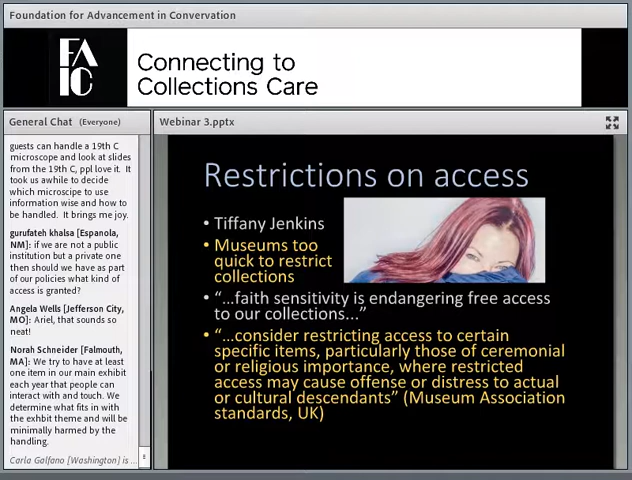 Foundation for Advancement in Convervation
FA
IC
Connecting to
Collections Care
General Chat (Everyone)
guests can handle a 19th C
microscope and look at slides
from the 19th C, ppl love it. It
took us awhile to decide
which microscipe to use
information wise and how to
be handled. It brings me joy.
gurufateh khalsa [Espanola,
NM]: if we are not a public
institution but a private one
then should we have as part
of our policies what kind of
access is granted?
Angela Wells [Jefferson City,
MO]: Ariel, that sounds so
neat!
Norah Schneider [Falmouth,
MA]: We try to have at least
one item in our main exhibit
each year that people can
interact with and touch. We
determine what fits in with
the exhbit theme and will be
minimally harmed by the
handling.
Carla Galfano [Washington] is ...
Webinar 3.pptx
Restrictions on access
• Tiffany Jenkins
• Museums too
quick to restrict
collections
• “...faith sensitivity is endangering free access
to our collections...”
• “...consider restricting access to certain
specific items, particularly those of ceremonial
or religious importance, where restricted
access may cause offense or distress to actual
or cultural descendants” (Museum Association
standards, UK)